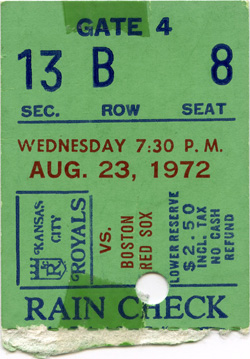 GATE 4
13 B 8
SEC. ROW SEAT
WEDNESDAY 7:30 P. M.
AUG. 23, 1972
KANSAS
CITY
ROYALS
VS.
BOSTON
RED SOX
LOWER RESERVE
$2.50
INCL. TAX
NO CASH
REFUND
RAIN CHECK